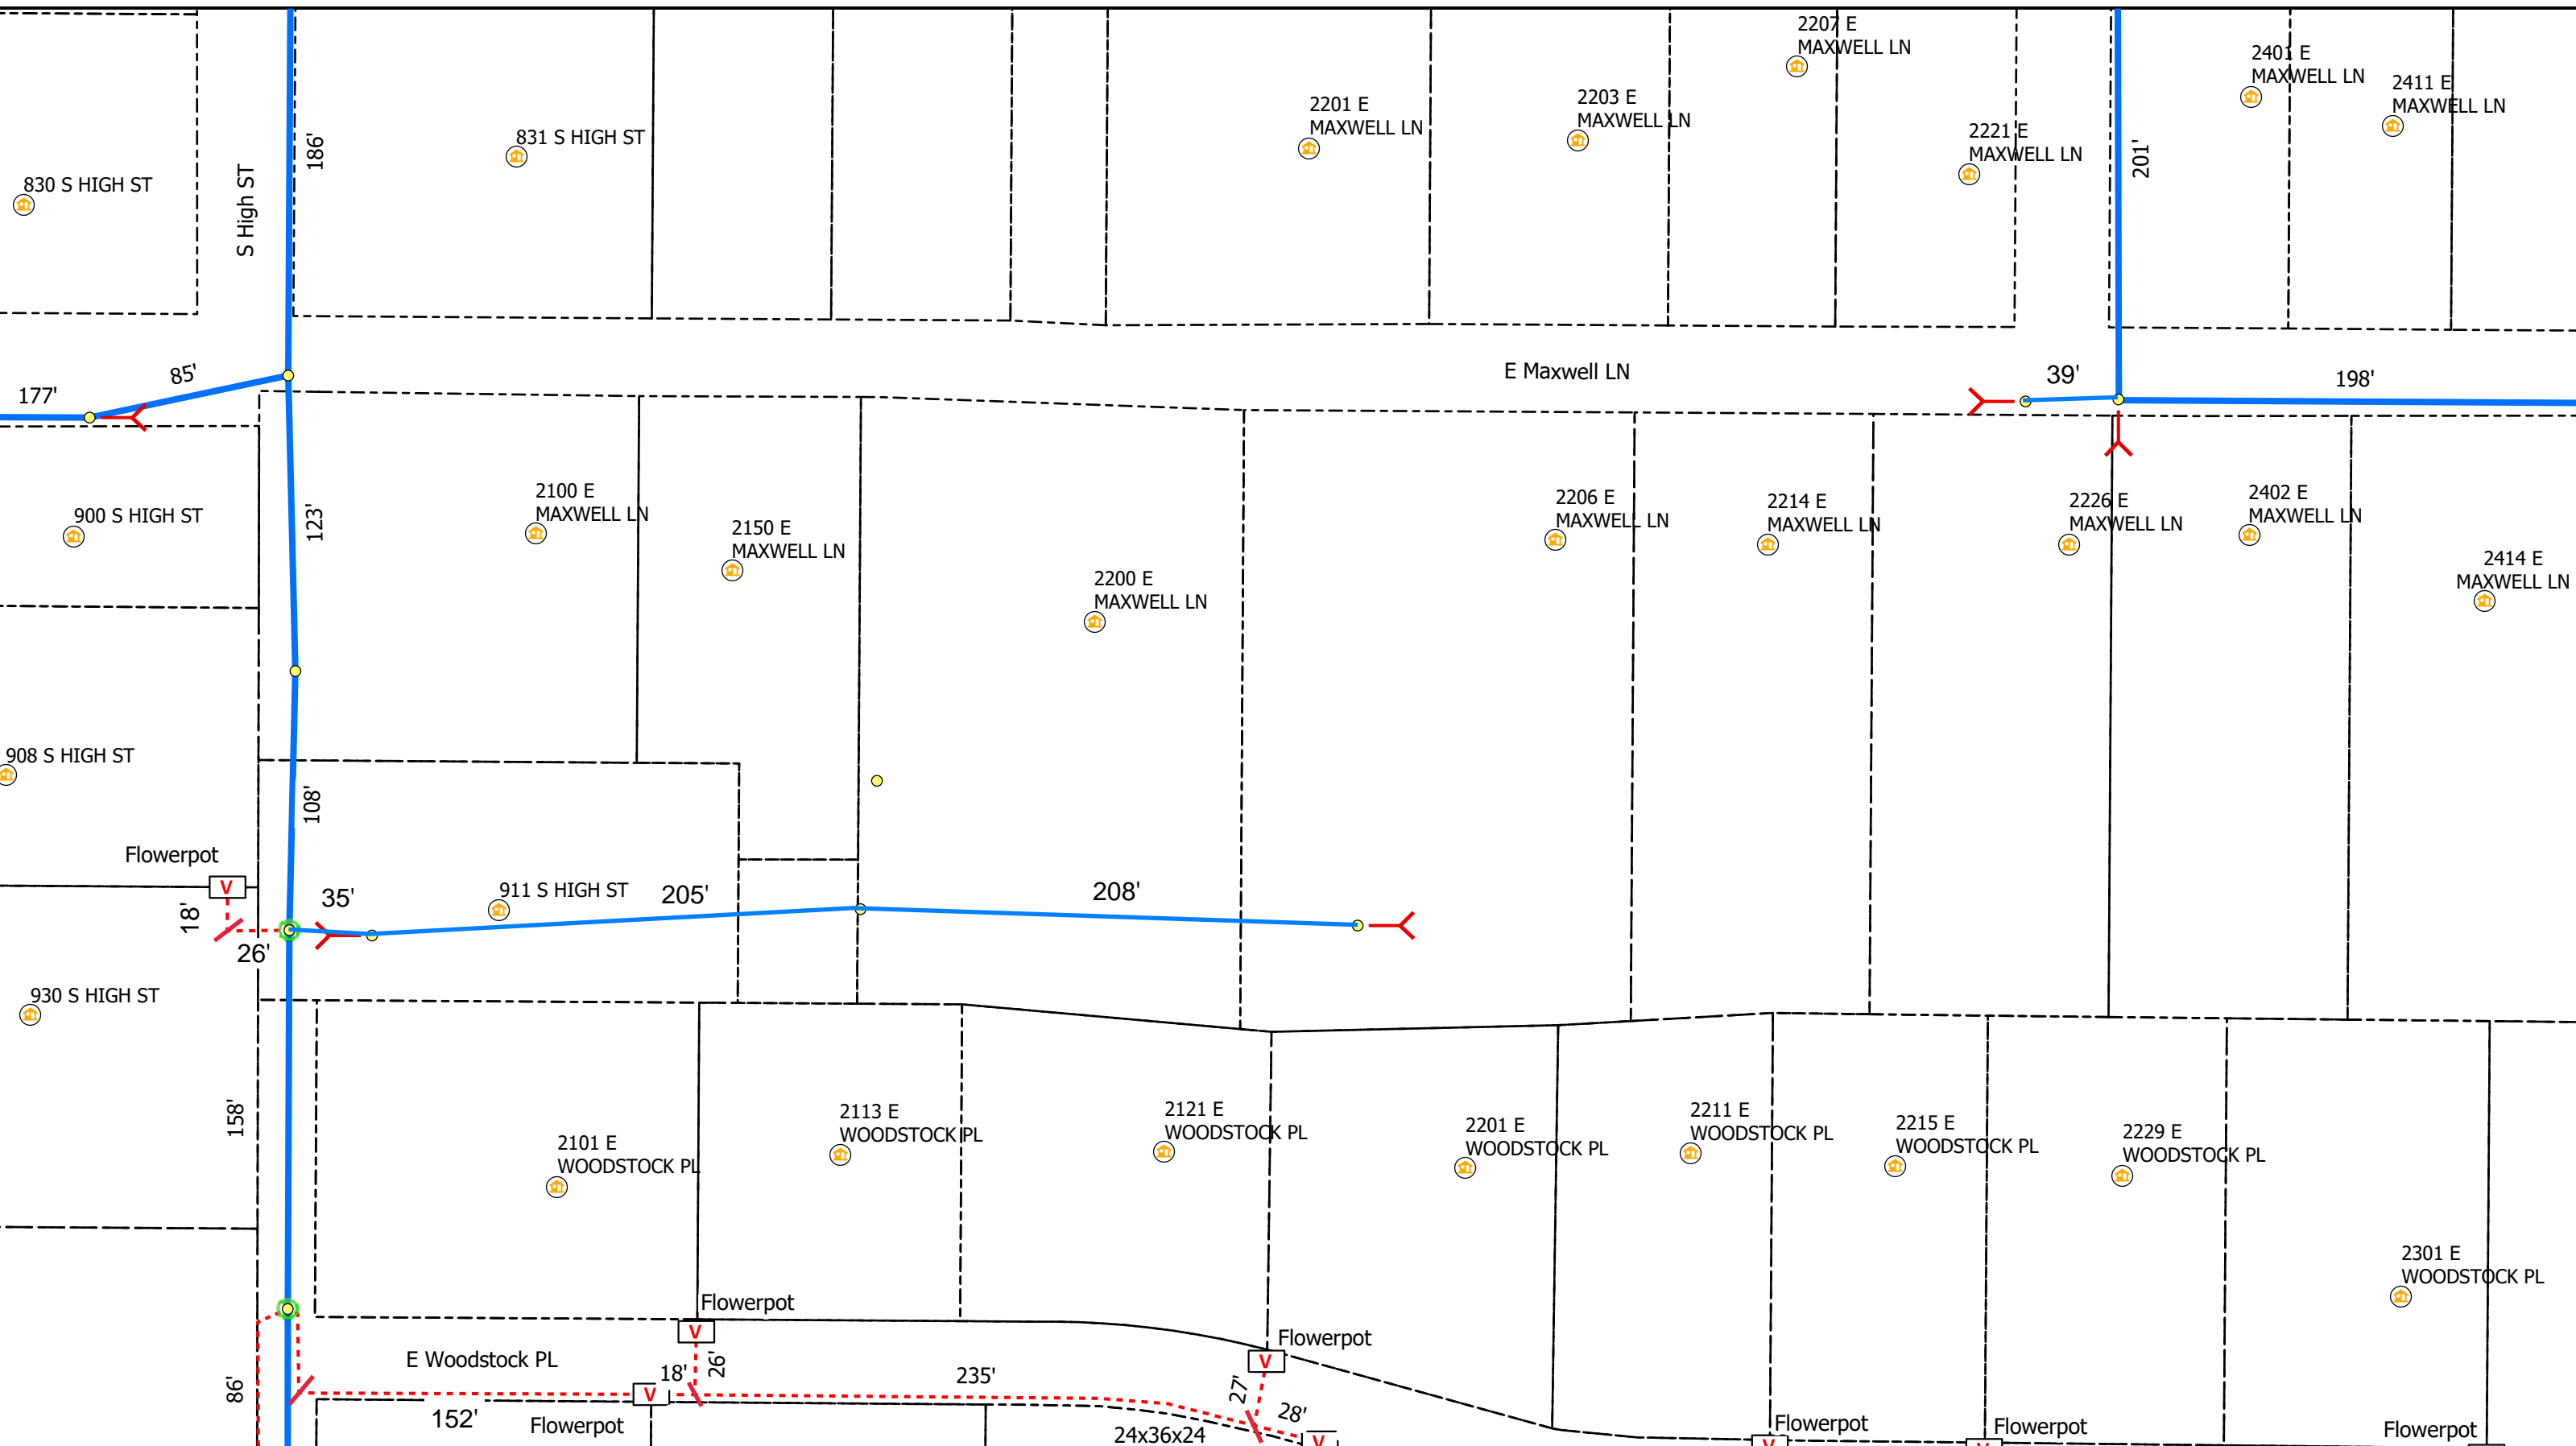 2207 E
MAXWELL LN
2401 E
MAXWELL LN
2411 E
MAXWELL LN
2201 E
MAXWELL LN
2203 E
MAXWELL LN
2221 E
MAXWELL LN
831 S HIGH ST
830 S HIGH ST
S High ST
186'
201'
E Maxwell LN
177'
85'
39'
198'
123'
900 S HIGH ST
2100 E
MAXWELL LN
2150 E
MAXWELL LN
2200 E
MAXWELL LN
2206 E
MAXWELL LN
2214 E
MAXWELL LN
2226 E
MAXWELL LN
2402 E
MAXWELL LN
2414 E
MAXWELL LN
908 S HIGH ST
108'
Flowerpot
V
18'
26'
35'
911 S HIGH ST
205'
208'
930 S HIGH ST
158'
2101 E
WOODSTOCK PL
2113 E
WOODSTOCK PL
2121 E
WOODSTOCK PL
2201 E
WOODSTOCK PL
2211 E
WOODSTOCK PL
2215 E
WOODSTOCK PL
2229 E
WOODSTOCK PL
2301 E
WOODSTOCK PL
Flowerpot
V
Flowerpot
V
E Woodstock PL
18'
26'
235'
27'
28'
86'
V
152'
Flowerpot
24x36x24
V
Flowerpot
V
Flowerpot
V
Flowerpot